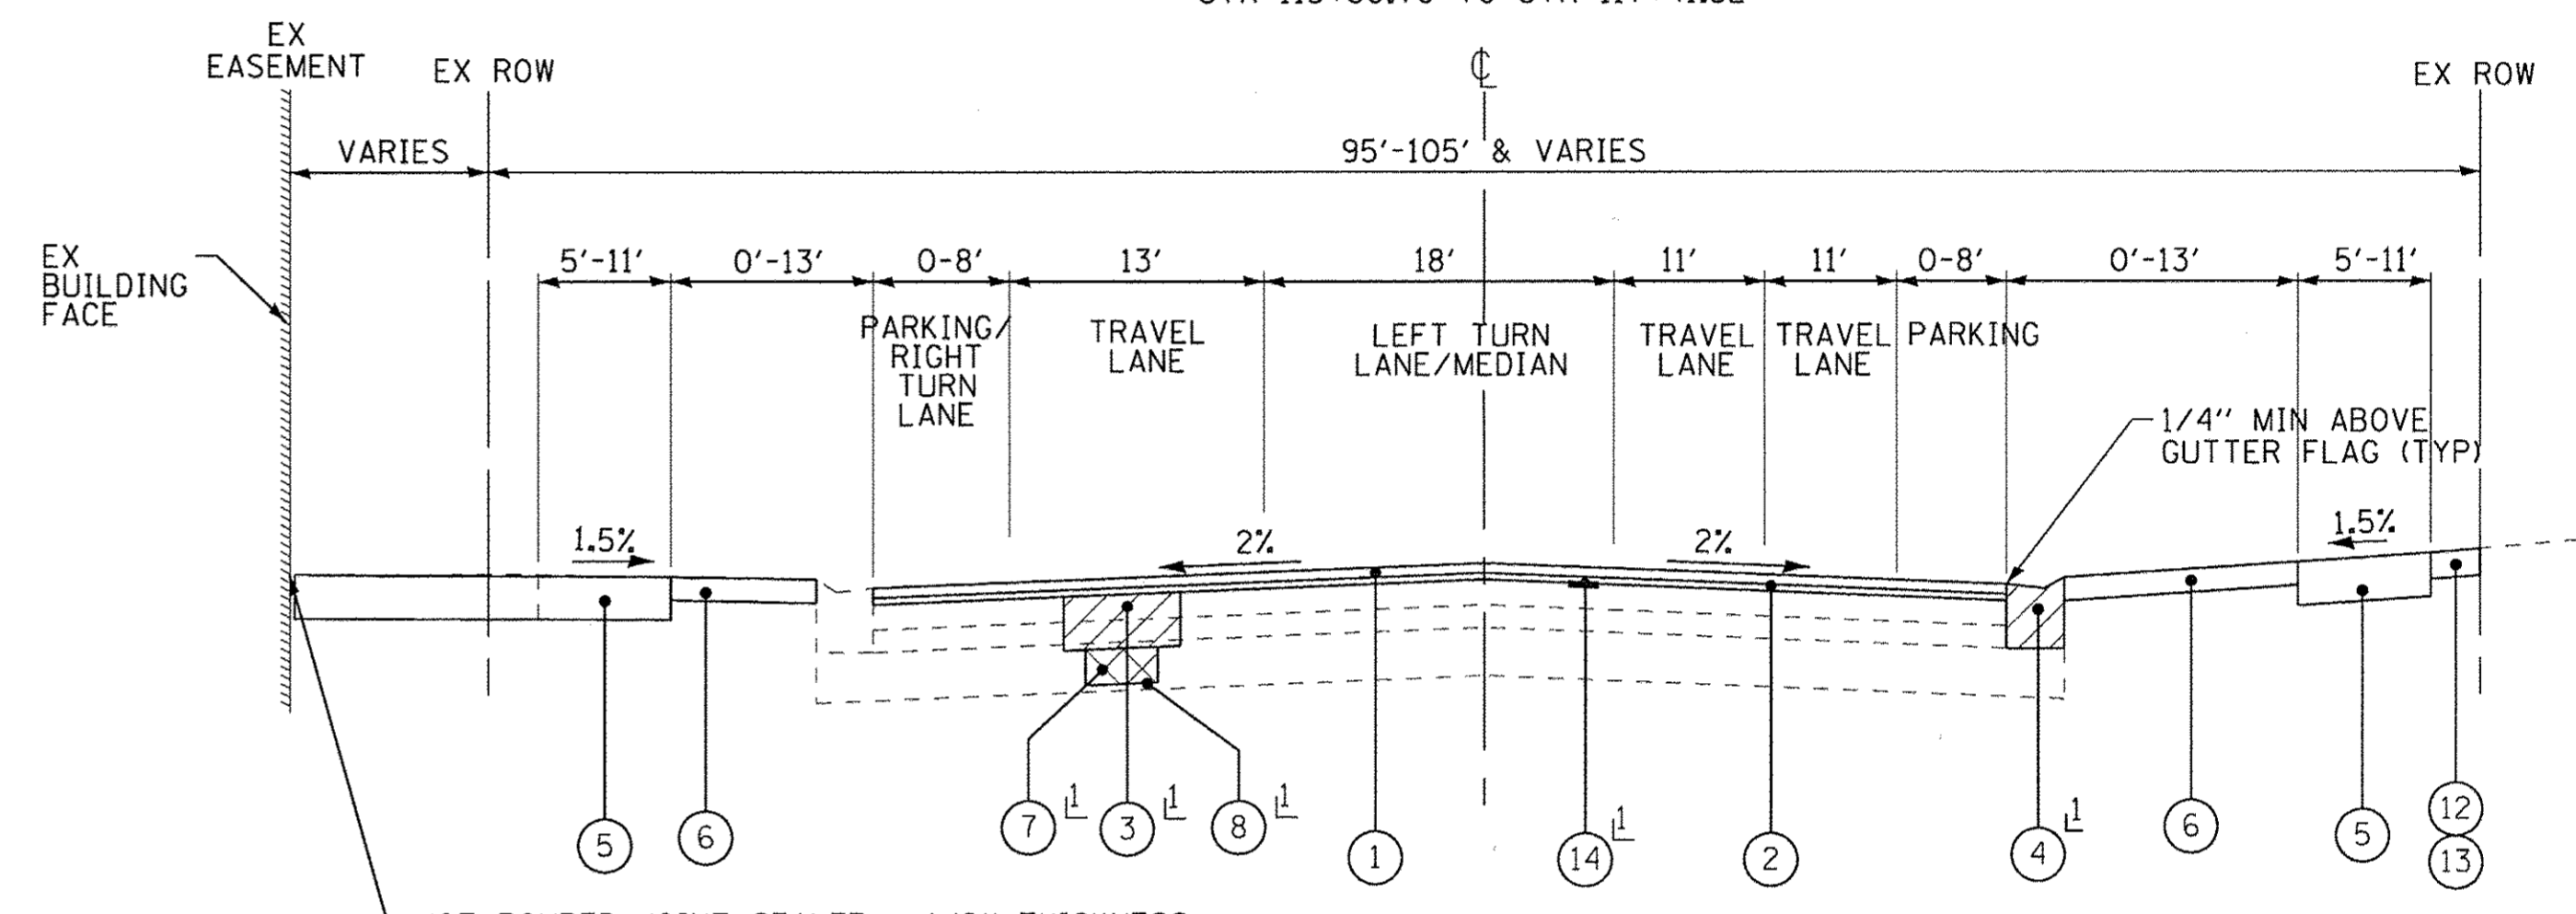 EX
EASEMENT
EX ROW
℄
EX ROW
VARIES
95'-105' & VARIES
EX
BUILDING
FACE
5'-11'
0'-13'
0-8'
13'
18'
11'
11'
0-8'
0'-13'
5'-11'
PARKING/
RIGHT
TURN
LANE
TRAVEL
LANE
LEFT TURN
LANE/MEDIAN
TRAVEL
LANE
TRAVEL
LANE
PARKING
1/4" MIN ABOVE
GUTTER FLAG (TYP)
1.5%
2%
2%
1.5%
5
6
7 1
3 1
8 1
1
14 1
2
4 1
6
5
12
13